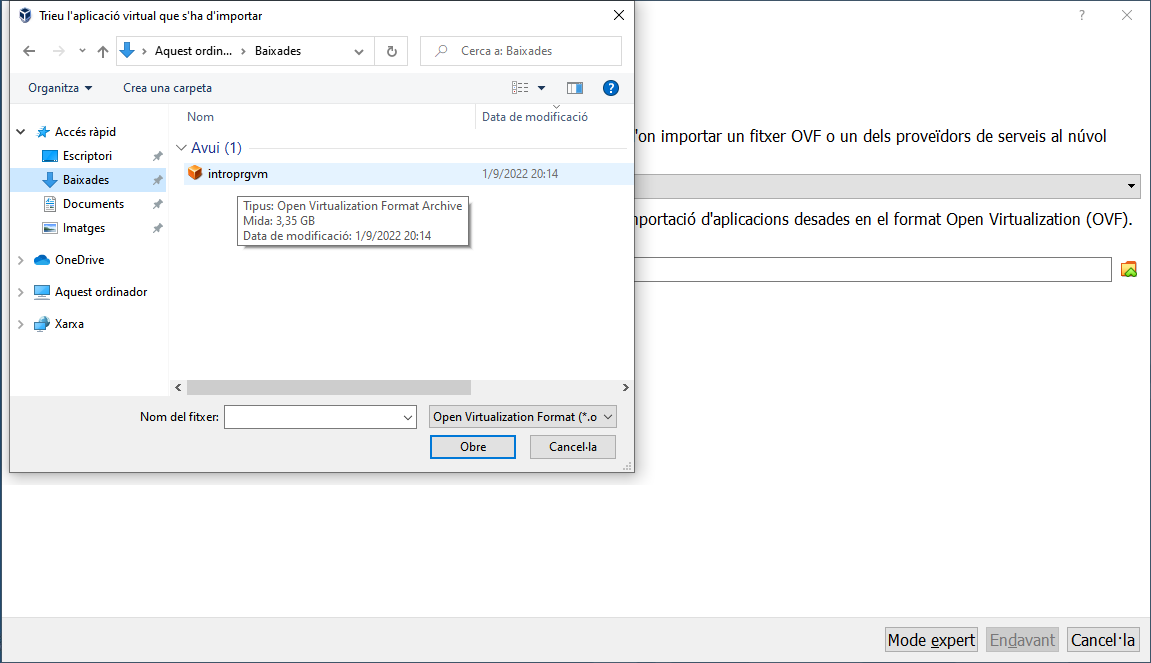 Trieu l'aplicació virtual que s'ha d'importar
Aquest ordin... Baixades
Cerca a: Baixades
Organitza Crea una carpeta
Nom Data de modificació
Accés ràpid
Escriptori
Baixades
Documents
Imatges
OneDrive
Aquest ordinador
Xarxa
Avui (1)
introprgvm 1/9/2022 20:14
Tipus: Open Virtualization Format Archive
Mida: 3,35 GB
Data de modificació: 1/9/2022 20:14
Nom del fitxer: Open Virtualization Format (*.o
Obre Cancel·la
'on importar un fitxer OVF o un dels proveïdors de serveis al núvol
mportació d'aplicacions desades en el format Open Virtualization (OVF).
Mode expert Endavant Cancel·la